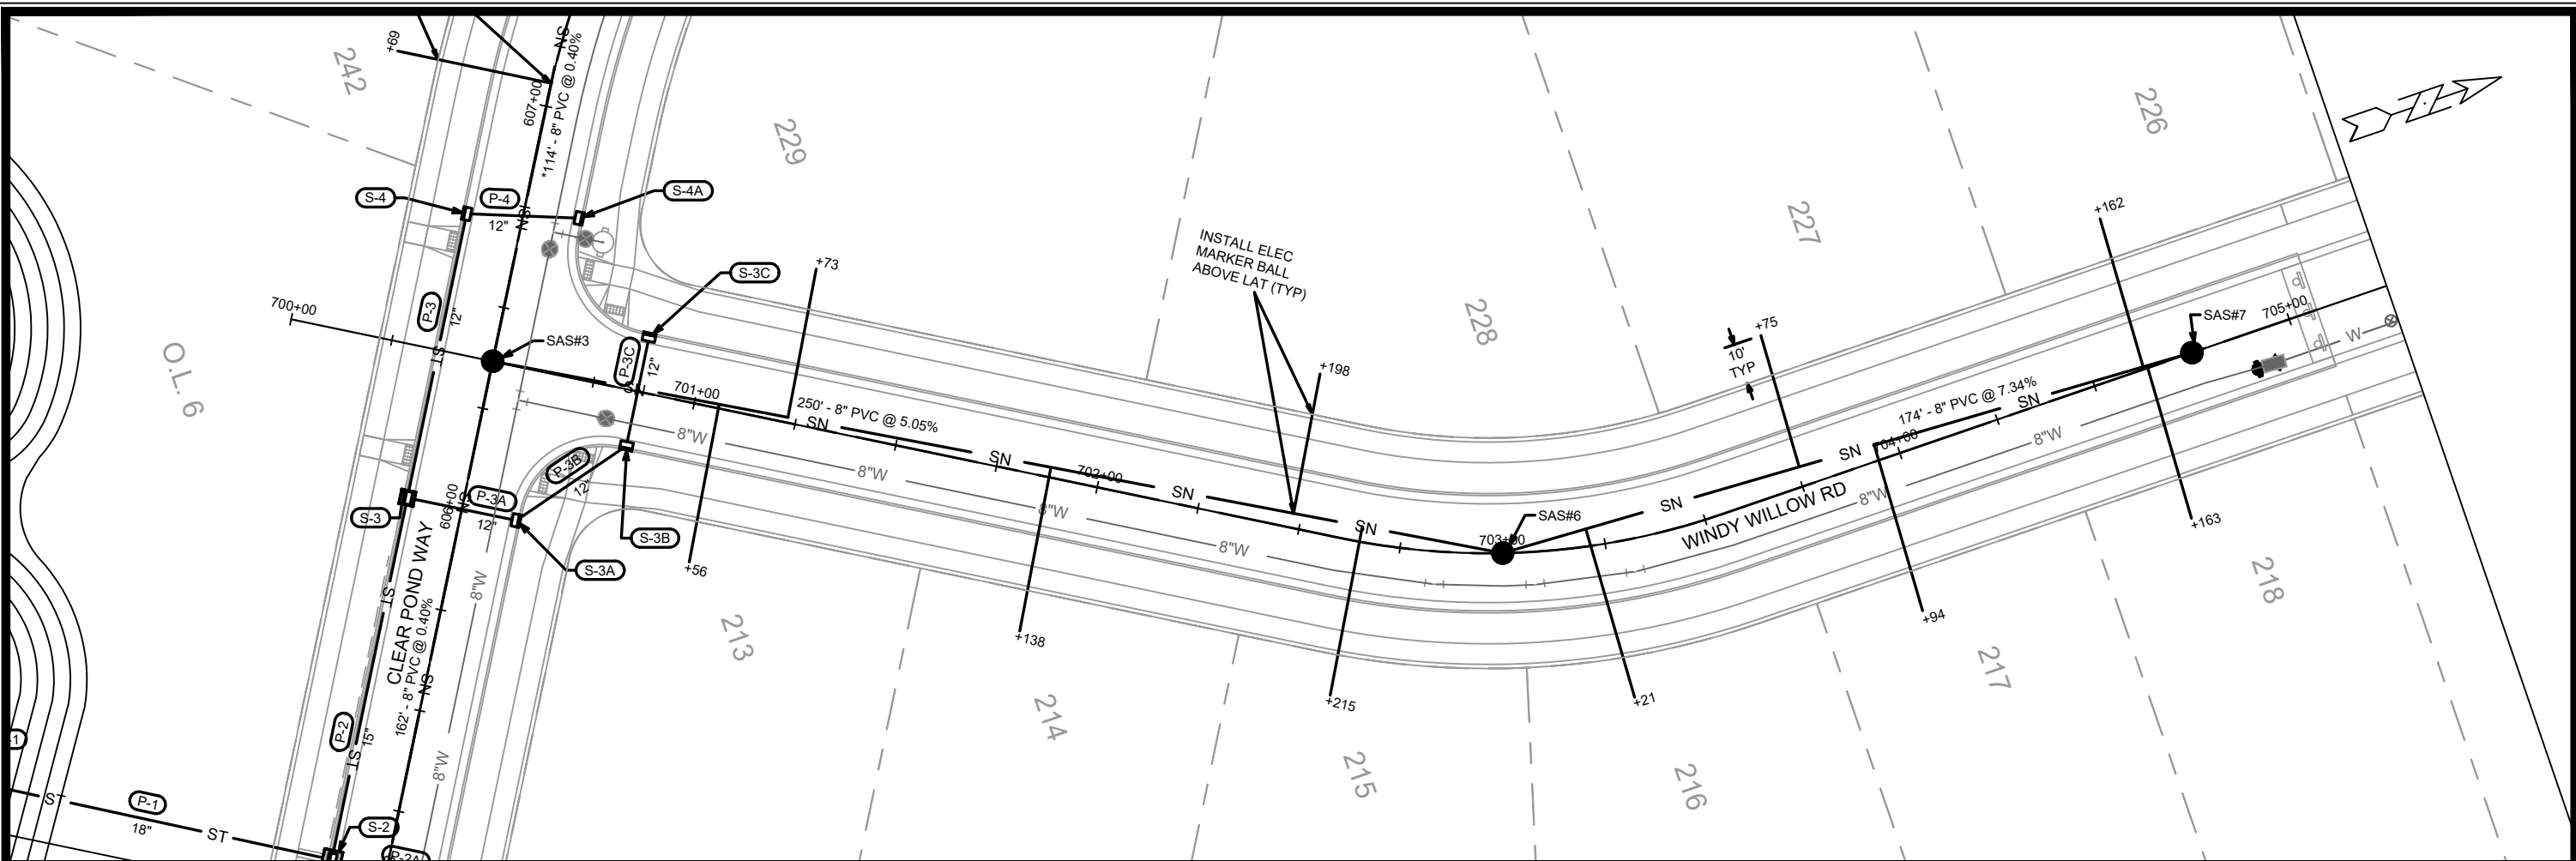 +69
242
607+00
*114' - 8" PVC @ 0.40%
NS
229
226
S-4
P-4
12"
NS
S-4A
227
+162
INSTALL ELEC
MARKER BALL
ABOVE LAT (TYP)
S-3C
+73
228
700+00
P-3
12"
ST
SAS#3
P-3C
12"
701+00
250' - 8" PVC @ 5.05%
SN
+198
10'
TYP
+75
SAS#7
705+00
W
174' - 8" PVC @ 7.34%
SN
O.L. 6
8"W
8"W
SN
702+00
SN
SN
SN
SN
704+00
8"W
P-3B
12"
P-3A
12"
606+00
NS
S-3
S-3B
S-3A
+56
8"W
8"W
SAS#6
703+00
WINDY WILLOW RD
8"W
+163
CLEAR POND WAY
162' - 8" PVC @ 0.40%
ST
NS
8"W
213
+138
214
+215
215
+21
216
+94
217
218
P-2
15"
ST
8"W
P-1
18"
ST
ST
S-2
P-2A